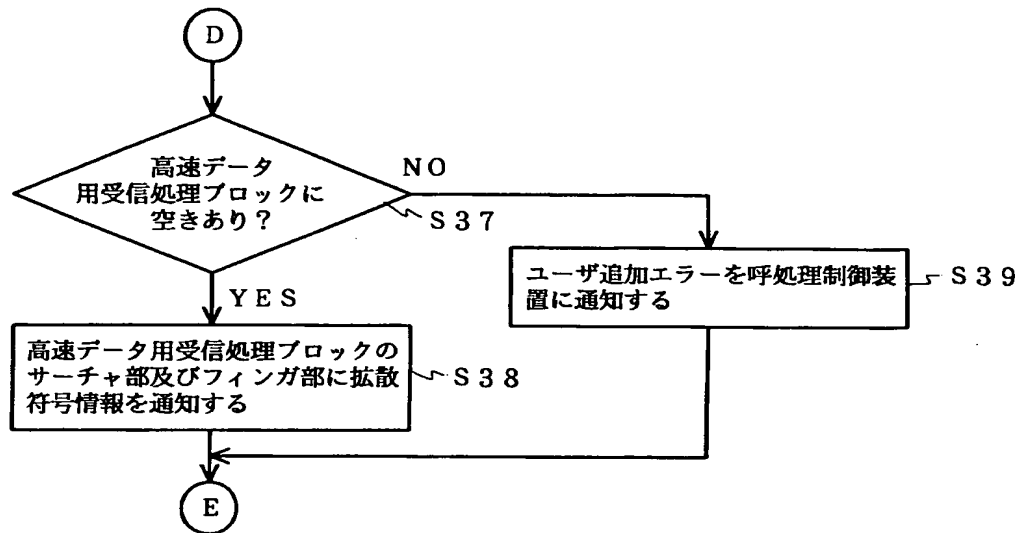 D
高速データ
用受信処理ブロックに
空きあり？
NO
S37
YES
ユーザ追加エラーを呼処理制御装
置に通知する
S39
高速データ用受信処理ブロックの
サーチャ部及びフィンガ部に拡散
符号情報を通知する
S38
E